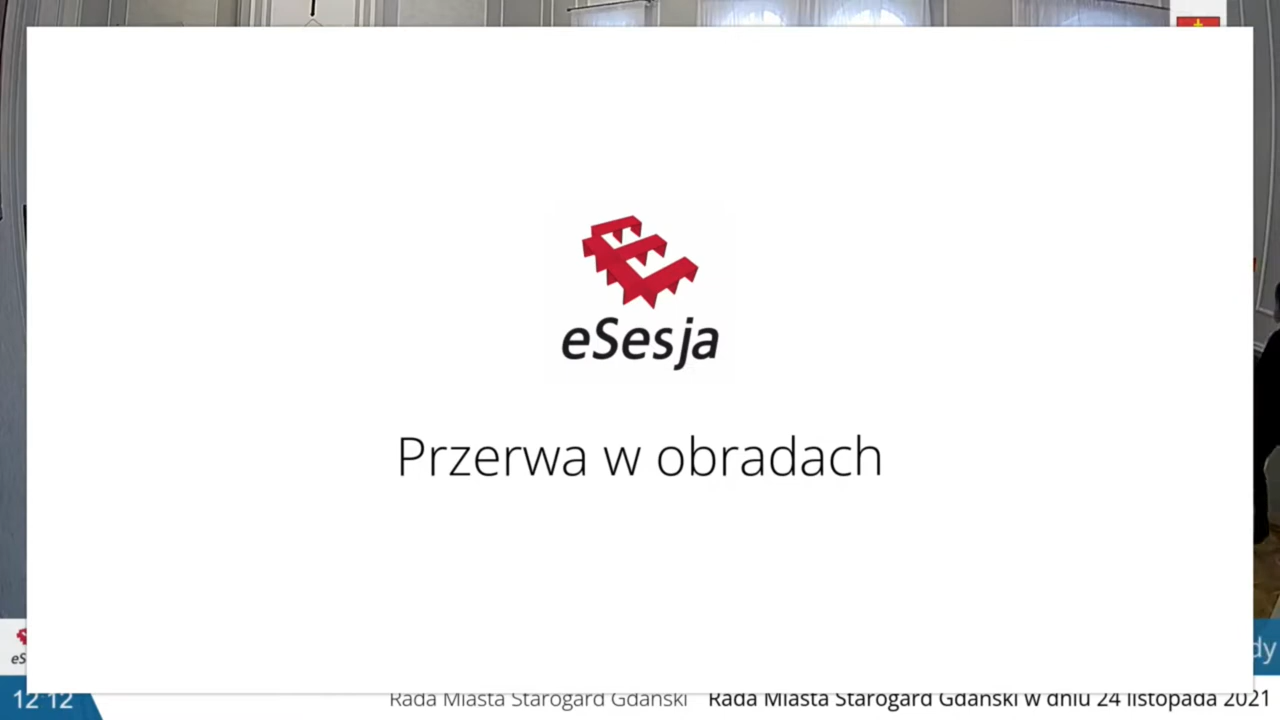 eSesja
Przerwa w obradach
12:12
Rada Miasta Starogard Gdański Rada Miasta Starogard Gdański w dniu 24 listopada 2021